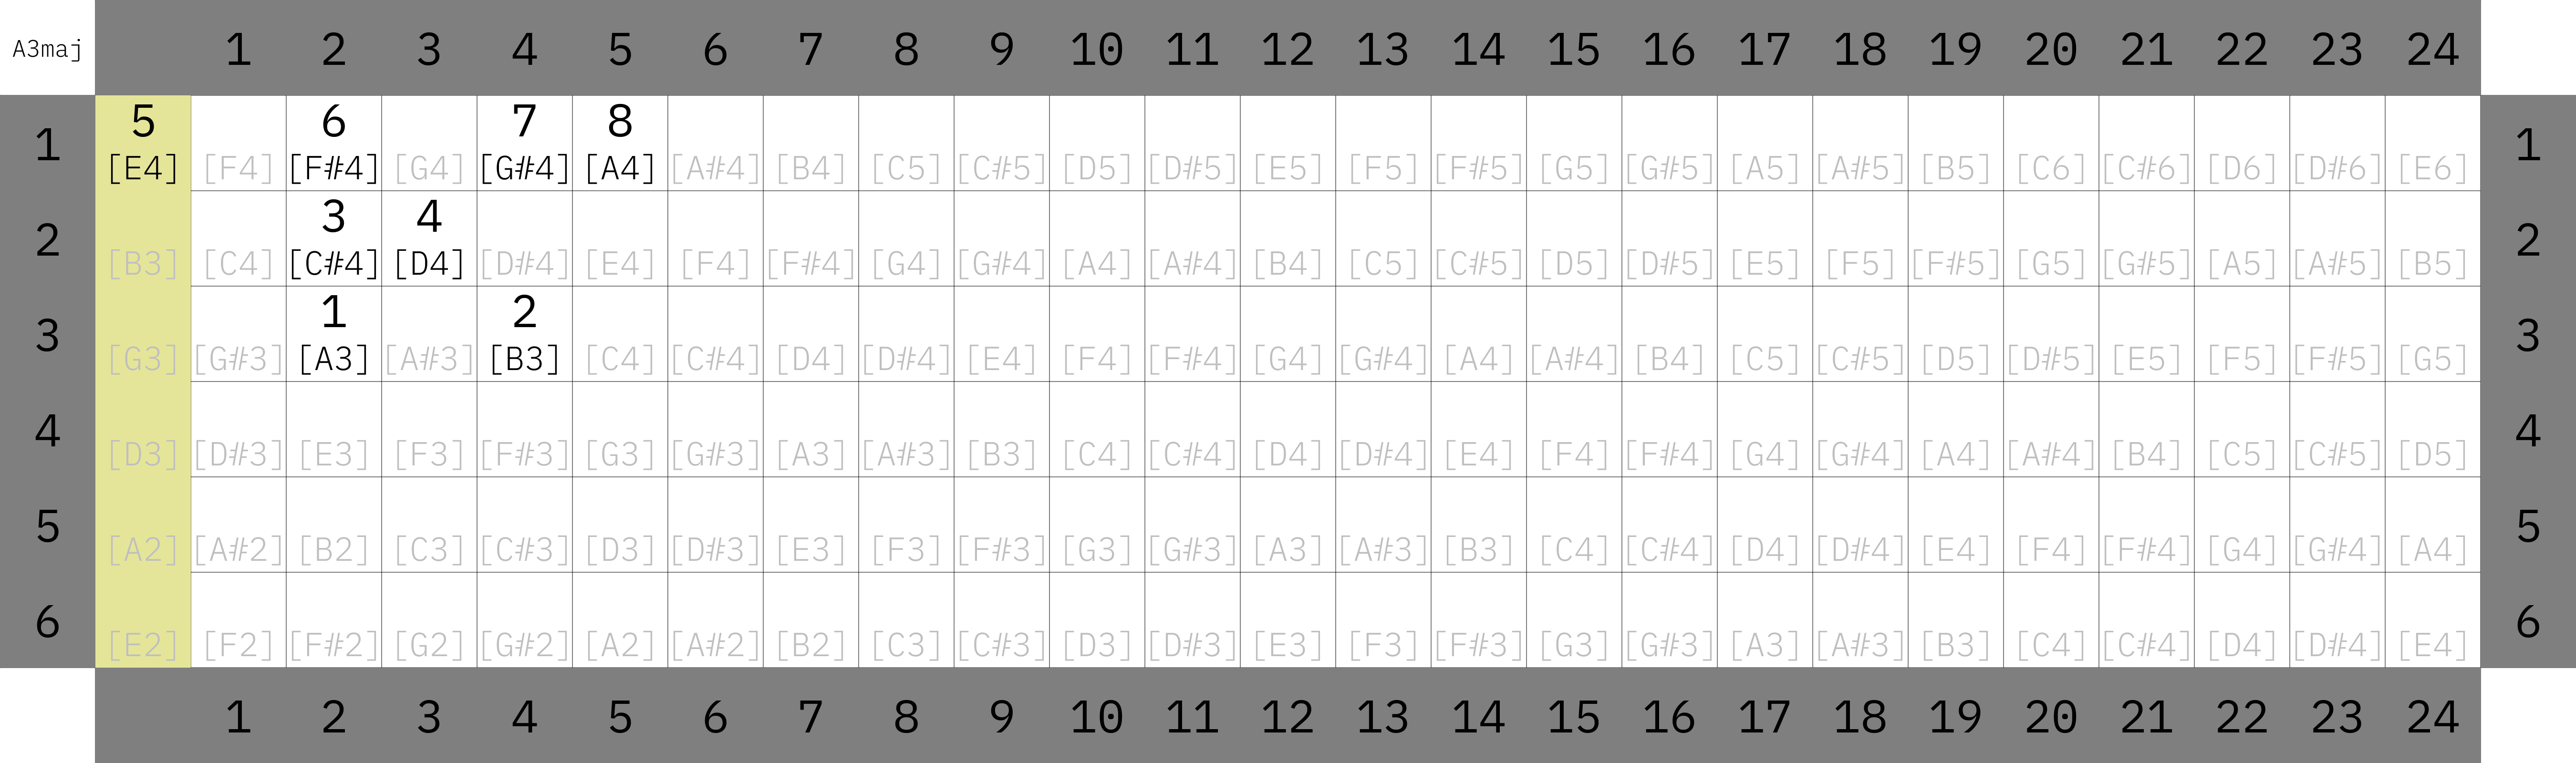 A3maj 1 2 3 4 5 6 7 8 9 10 11 12 13 14 15 16 17 18 19 20 21 22 23 24
5 6 7 8
1 [E4] [F4] [F#4] [G4] [G#4] [A4] [A#4] [B4] [C5] [C#5] [D5] [D#5] [E5] [F5] [F#5] [G5] [G#5] [A5] [A#5] [B5] [C6] [C#6] [D6] [D#6] [E6] 1
3 4
2 [B3] [C4] [C#4] [D4] [D#4] [E4] [F4] [F#4] [G4] [G#4] [A4] [A#4] [B4] [C5] [C#5] [D5] [D#5] [E5] [F5] [F#5] [G5] [G#5] [A5] [A#5] [B5] 2
1 2
3 [G3] [G#3] [A3] [A#3] [B3] [C4] [C#4] [D4] [D#4] [E4] [F4] [F#4] [G4] [G#4] [A4] [A#4] [B4] [C5] [C#5] [D5] [D#5] [E5] [F5] [F#5] [G5] 3
4 [D3] [D#3] [E3] [F3] [F#3] [G3] [G#3] [A3] [A#3] [B3] [C4] [C#4] [D4] [D#4] [E4] [F4] [F#4] [G4] [G#4] [A4] [A#4] [B4] [C5] [C#5] [D5] 4
5 [A2] [A#2] [B2] [C3] [C#3] [D3] [D#3] [E3] [F3] [F#3] [G3] [G#3] [A3] [A#3] [B3] [C4] [C#4] [D4] [D#4] [E4] [F4] [F#4] [G4] [G#4] [A4] 5
6 [E2] [F2] [F#2] [G2] [G#2] [A2] [A#2] [B2] [C3] [C#3] [D3] [D#3] [E3] [F3] [F#3] [G3] [G#3] [A3] [A#3] [B3] [C4] [C#4] [D4] [D#4] [E4] 6
1 2 3 4 5 6 7 8 9 10 11 12 13 14 15 16 17 18 19 20 21 22 23 24